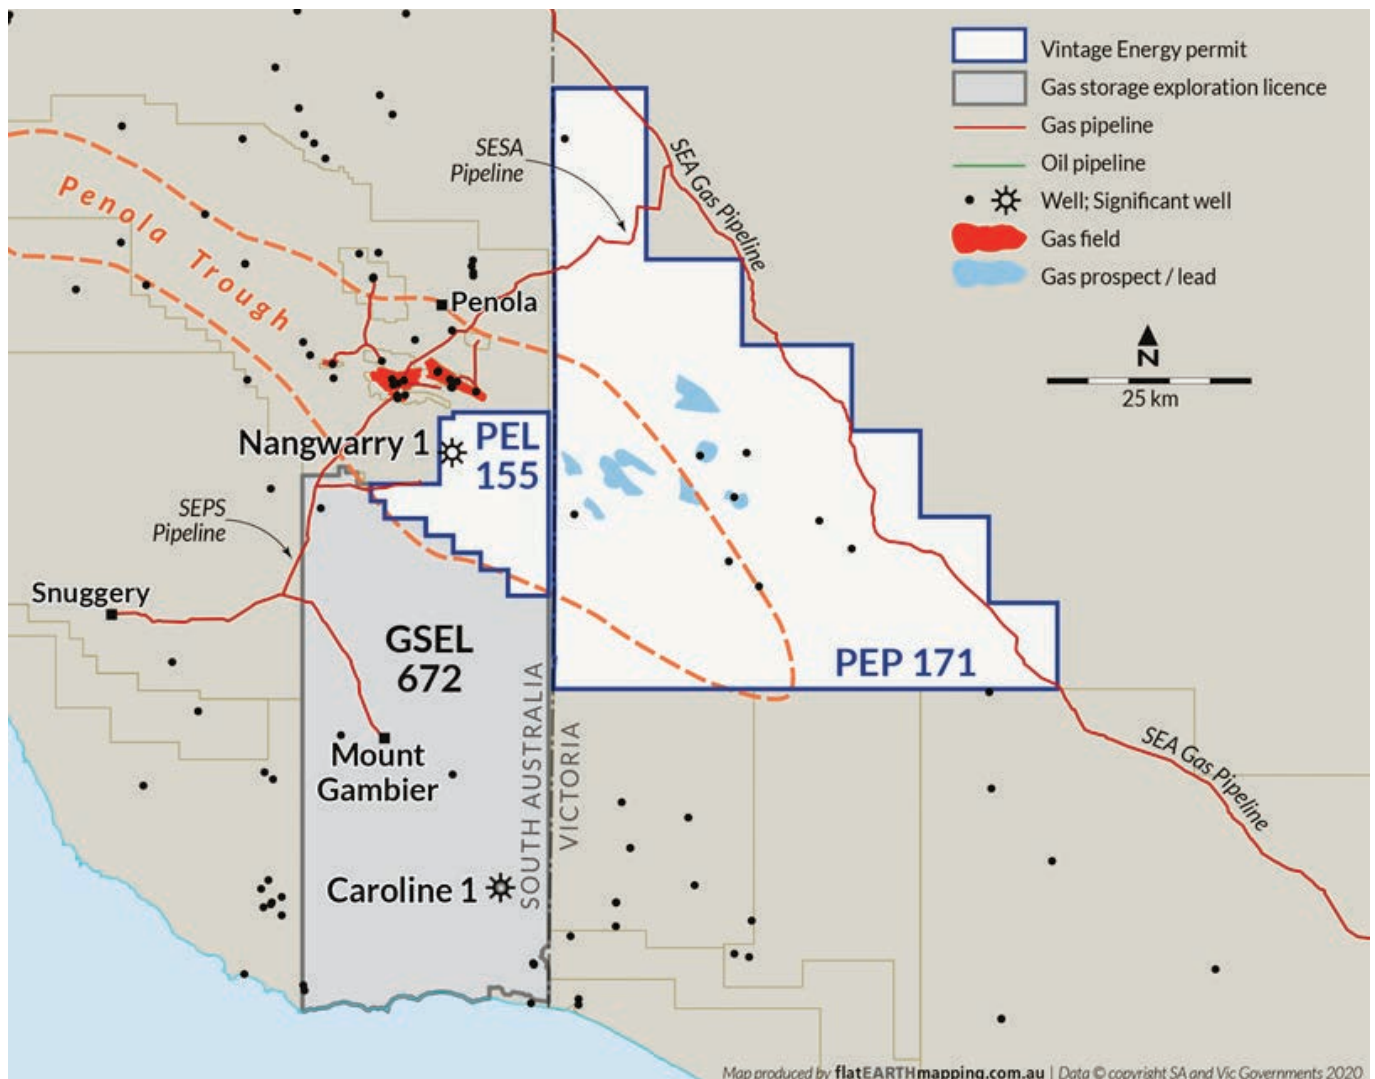 Vintage Energy permit
Gas storage exploration licence
Gas pipeline
Oil pipeline
Well; Significant well
Gas field
Gas prospect / lead
N
25 km
SESA
Pipeline
SEA Gas Pipeline
Penola Trough
Penola
Nangwarry 1
PEL
155
SEPS
Pipeline
Snuggery
GSEL
672
PEP 171
SOUTH AUSTRALIA
VICTORIA
Mount
Gambier
SEA Gas Pipeline
Caroline 1
Map produced by flatEARTHmapping.com.au | Data © copyright SA and Vic Governments 2020